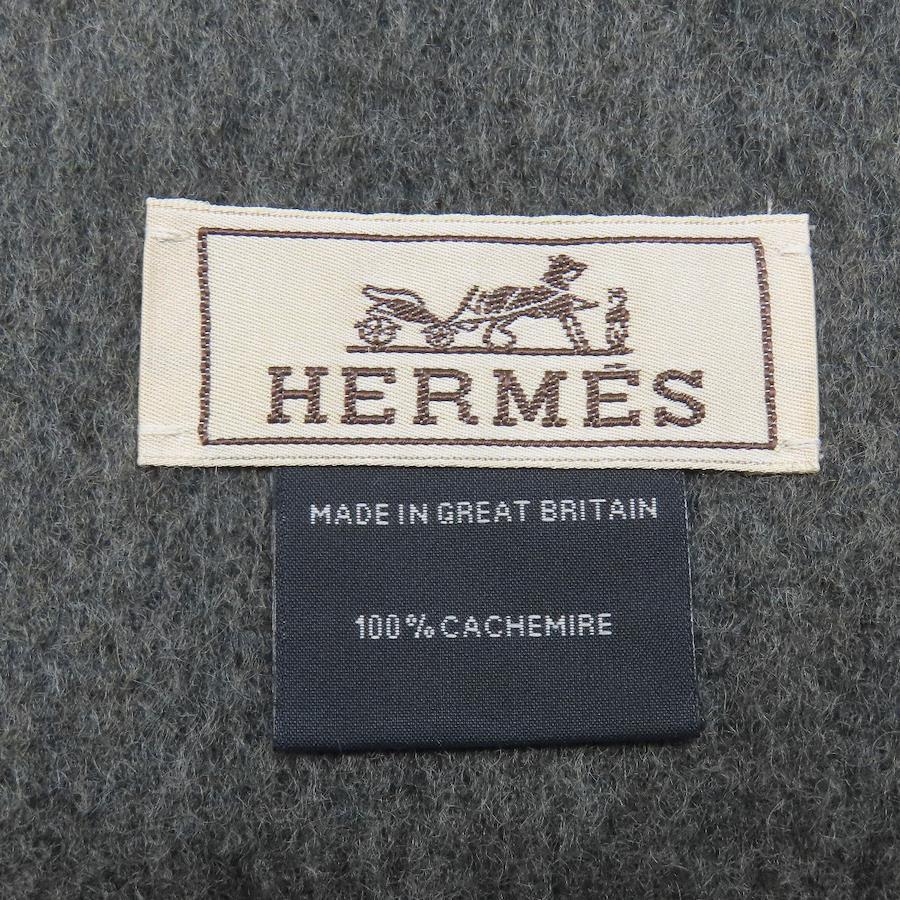 HERMÈS
MADE IN GREAT BRITAIN
100% CACHEMIRE